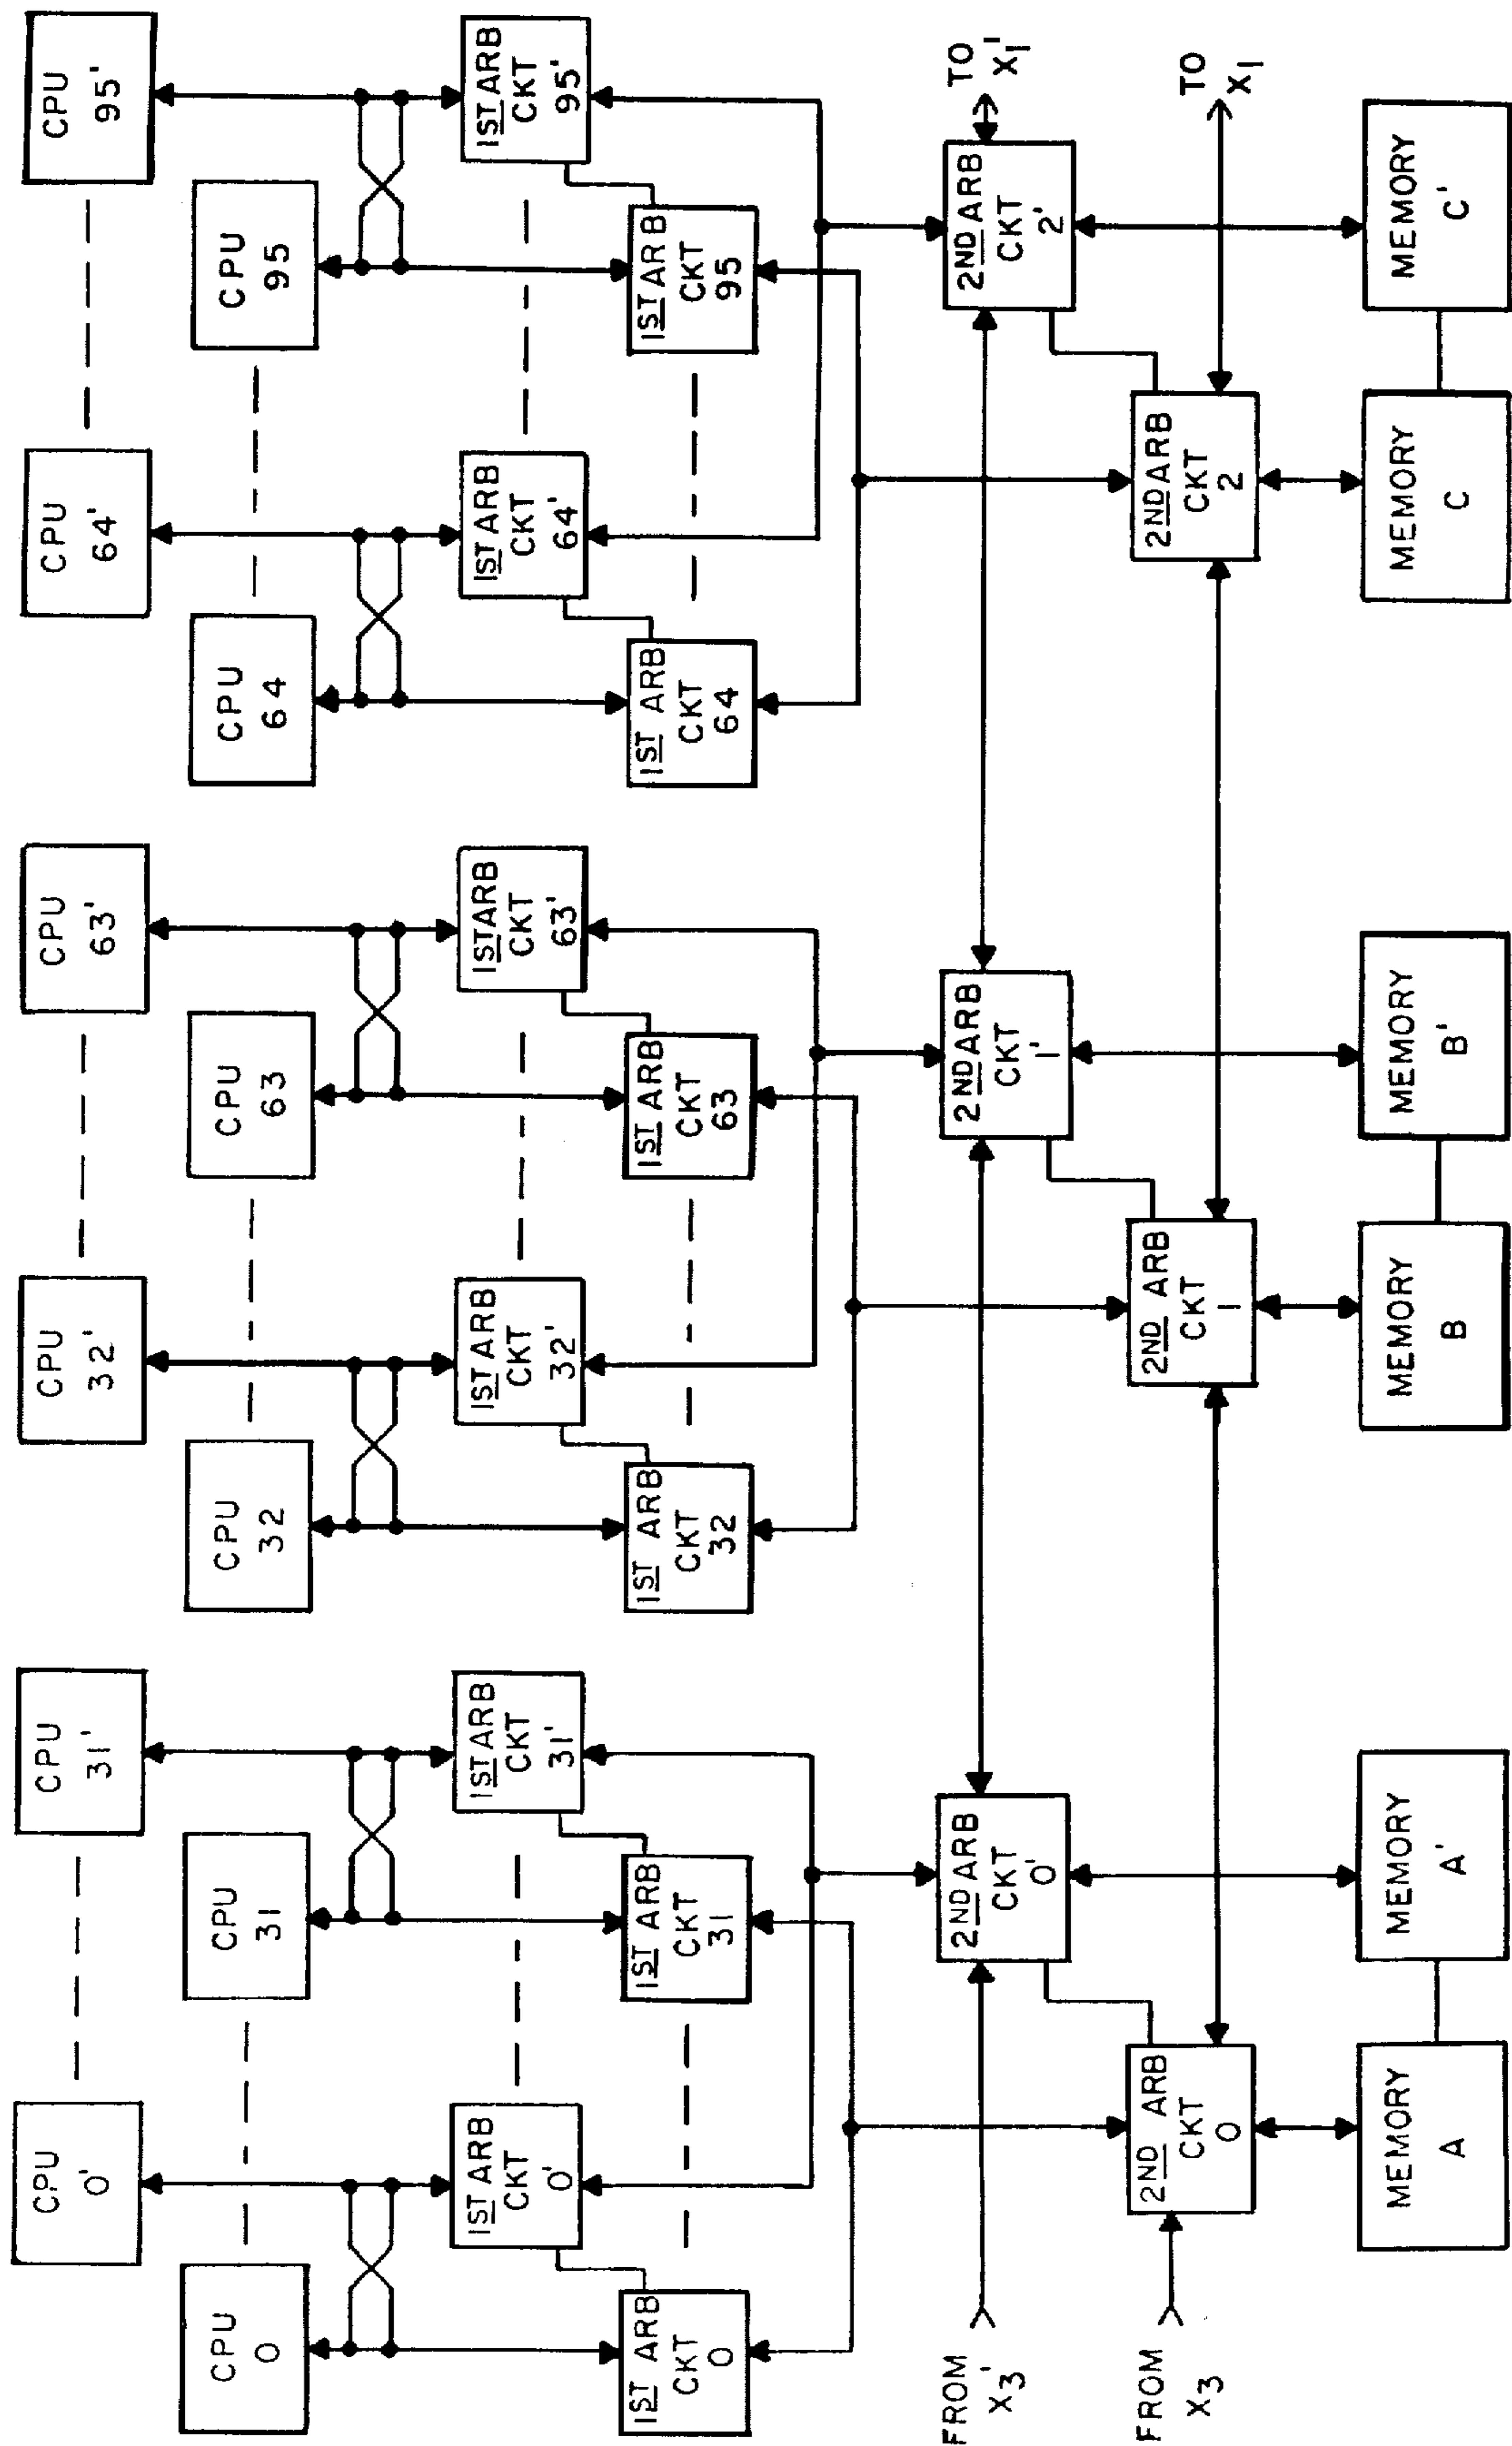 CPU
0'
CPU
31'
CPU
32'
CPU
63'
CPU
64'
CPU
95'
CPU
0
CPU
31
CPU
32
CPU
63
CPU
64
CPU
95
1ST ARB
CKT
0'
1ST ARB
CKT
31'
1ST ARB
CKT
32'
1ST ARB
CKT
63'
1ST ARB
CKT
64'
1ST ARB
CKT
95'
1ST ARB
CKT
0
1ST ARB
CKT
31
1ST ARB
CKT
32
1ST ARB
CKT
63
1ST ARB
CKT
64
1ST ARB
CKT
95
FROM
X3'
2ND ARB
CKT
0'
2ND ARB
CKT
1'
2ND ARB
CKT
2'
TO
X1'
FROM
X3
2ND ARB
CKT
0
2ND ARB
CKT
1
2ND ARB
CKT
2
TO
X1
MEMORY
A
MEMORY
A'
MEMORY
B
MEMORY
B'
MEMORY
C
MEMORY
C'